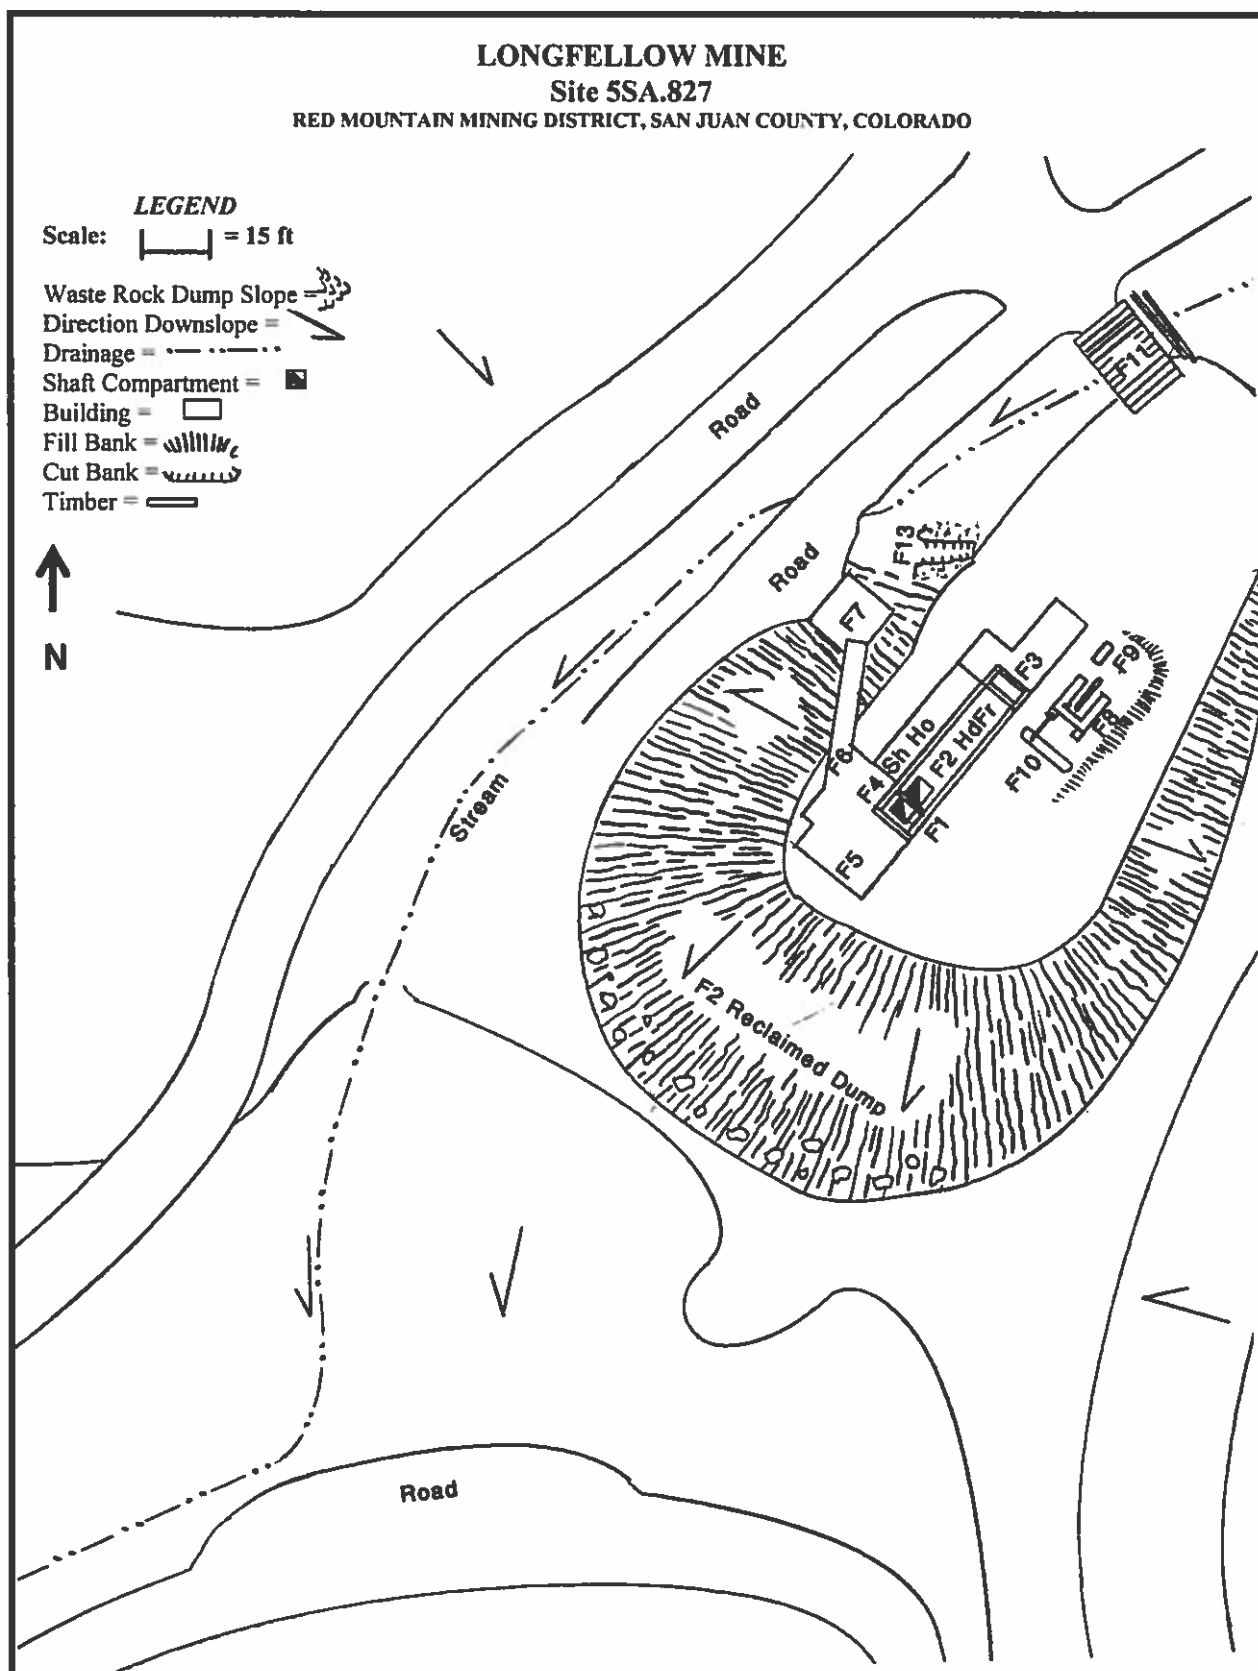 LONGFELLOW MINE
Site 5SA.827
RED MOUNTAIN MINING DISTRICT, SAN JUAN COUNTY, COLORADO
LEGEND
Scale: = 15 ft
Waste Rock Dump Slope =
Direction Downslope =
Drainage =
Shaft Compartment =
Building =
Fill Bank =
Cut Bank =
Timber =
N
Road
Road
Stream
F11
F13
F7
F3
F9
F8
F10
F6
F4 Sh Ho
F2 HdFr
F1
F5
F2 Reclaimed Dump
Road